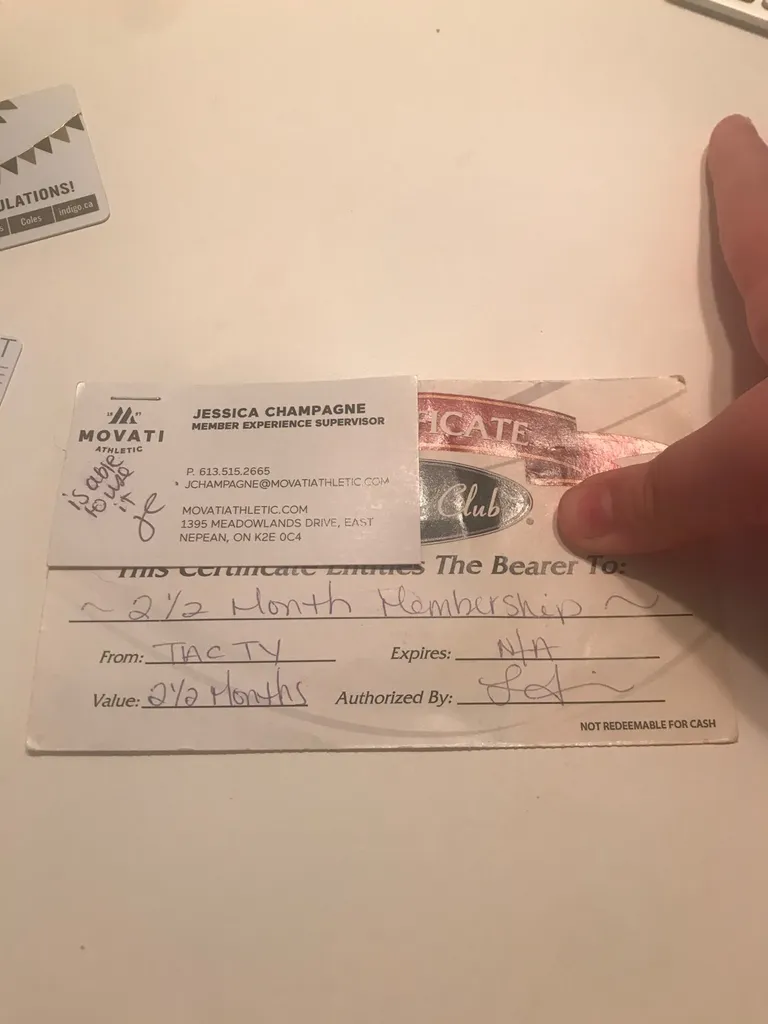 ULATIONS!
s Coles indigo.ca
T
MOVATI
ATHLETIC
is able
to use
it
JC
JESSICA CHAMPAGNE
MEMBER EXPERIENCE SUPERVISOR
P. 613.515.2665
JCHAMPAGNE@MOVATIATHLETIC.COM
MOVATIATHLETIC.COM
1395 MEADOWLANDS DRIVE, EAST
NEPEAN, ON K2E 0C4
ICATE
Club
This Certificate Entitles The Bearer To:
~ 2 1/2 Month Membership ~
From: TAC TY
Expires: N/A
Value: 2 1/2 Months
Authorized By:
NOT REDEEMABLE FOR CASH